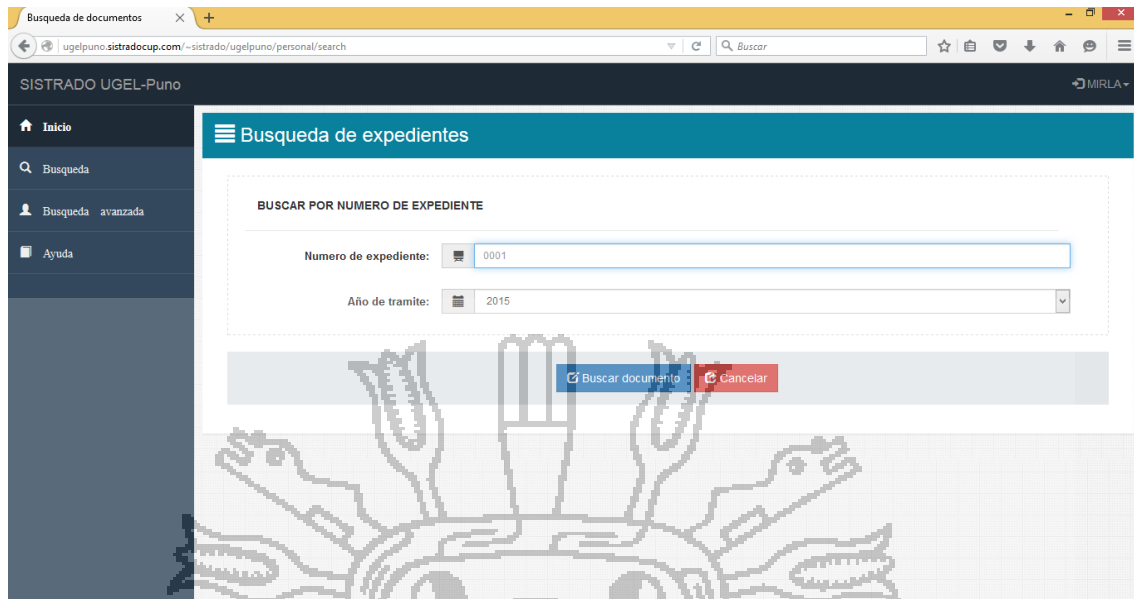 Busqueda de documentos
ugelpuno.sistradocup.com/~sistrado/ugelpuno/personal/search
Buscar
SISTRADO UGEL-Puno
MIRLA
Inicio
Busqueda de expedientes
Busqueda
Busqueda avanzada
Ayuda
BUSCAR POR NUMERO DE EXPEDIENTE
Numero de expediente: 0001
Año de tramite: 2015
Buscar documento Cancelar